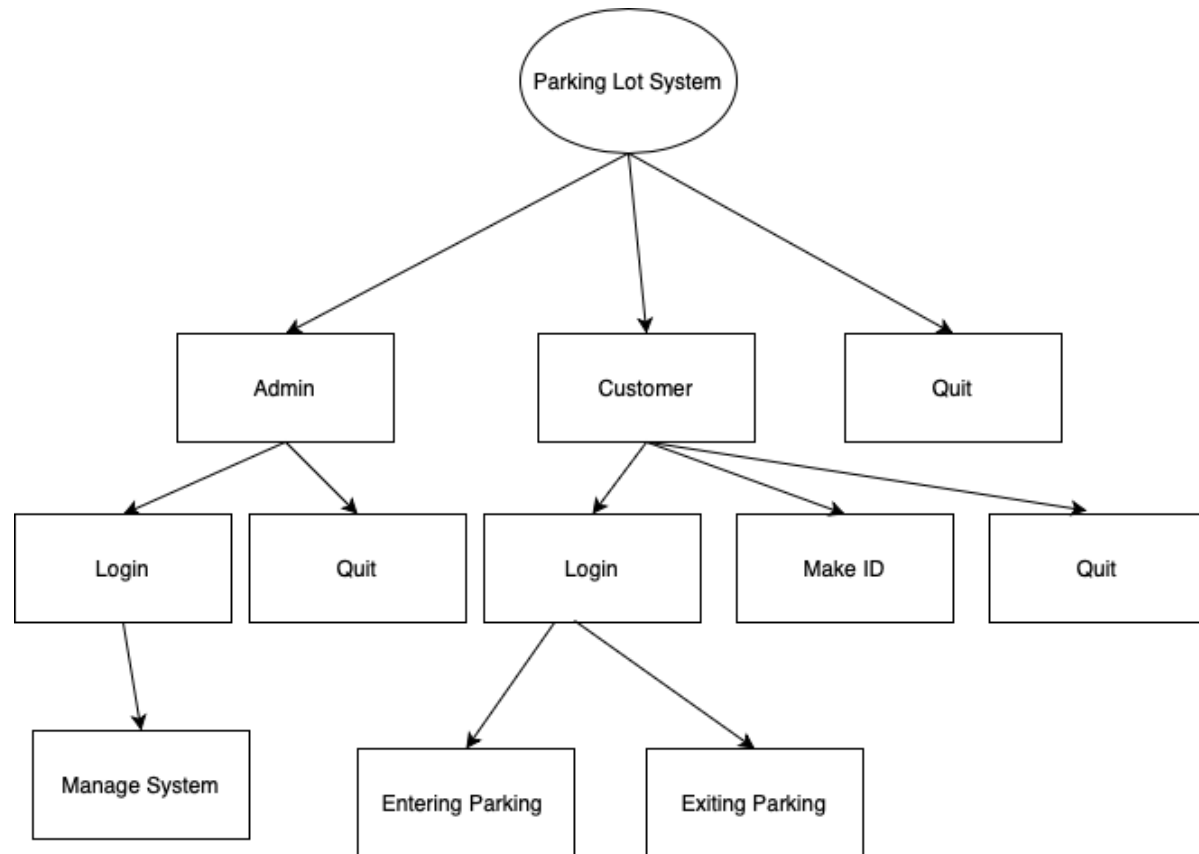 Parking Lot System
Admin
Customer
Quit
Login
Quit
Login
Make ID
Quit
Manage System
Entering Parking
Exiting Parking